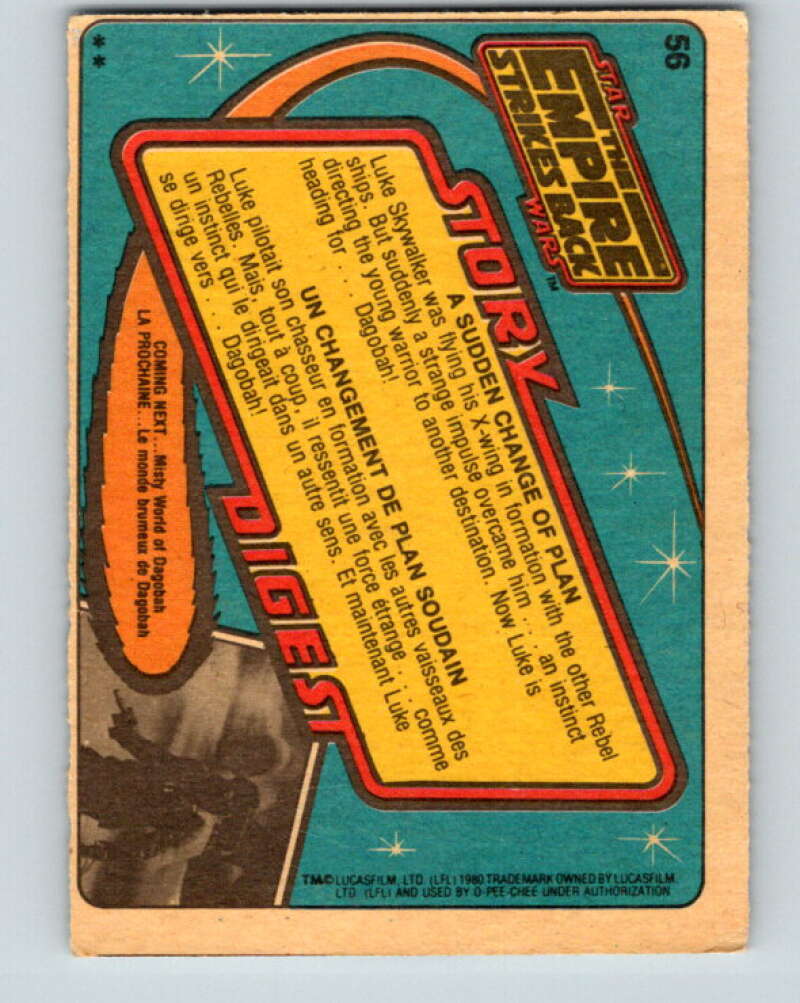 56
STAR
THE
EMPIRE
STRIKES BACK
WARS™
STORY
A SUDDEN CHANGE OF PLAN
Luke Skywalker was flying his X-wing in formation with the other Rebel
ships. But suddenly a strange impulse overcame him . . . an instinct
directing the young warrior to another destination. Now Luke is
heading for . . . Dagobah!
UN CHANGEMENT DE PLAN SOUDAIN
Luke pilotait son chasseur en formation avec les autres vaisseaux des
Rebelles. Mais, tout à coup, il ressentit une force étrange . . . comme
un instinct qui le dirigeait dans un autre sens. Et maintenant Luke
se dirige vers . . . Dagobah!
DIGEST
COMING NEXT...Misty World of Dagobah
LA PROCHAINE...Le monde brumeux de Dagobah
TM© LUCASFILM, LTD. (LFL) 1980 TRADEMARK OWNED BY LUCASFILM,
LTD. (LFL) AND USED BY O-PEE-CHEE UNDER AUTHORIZATION.
**